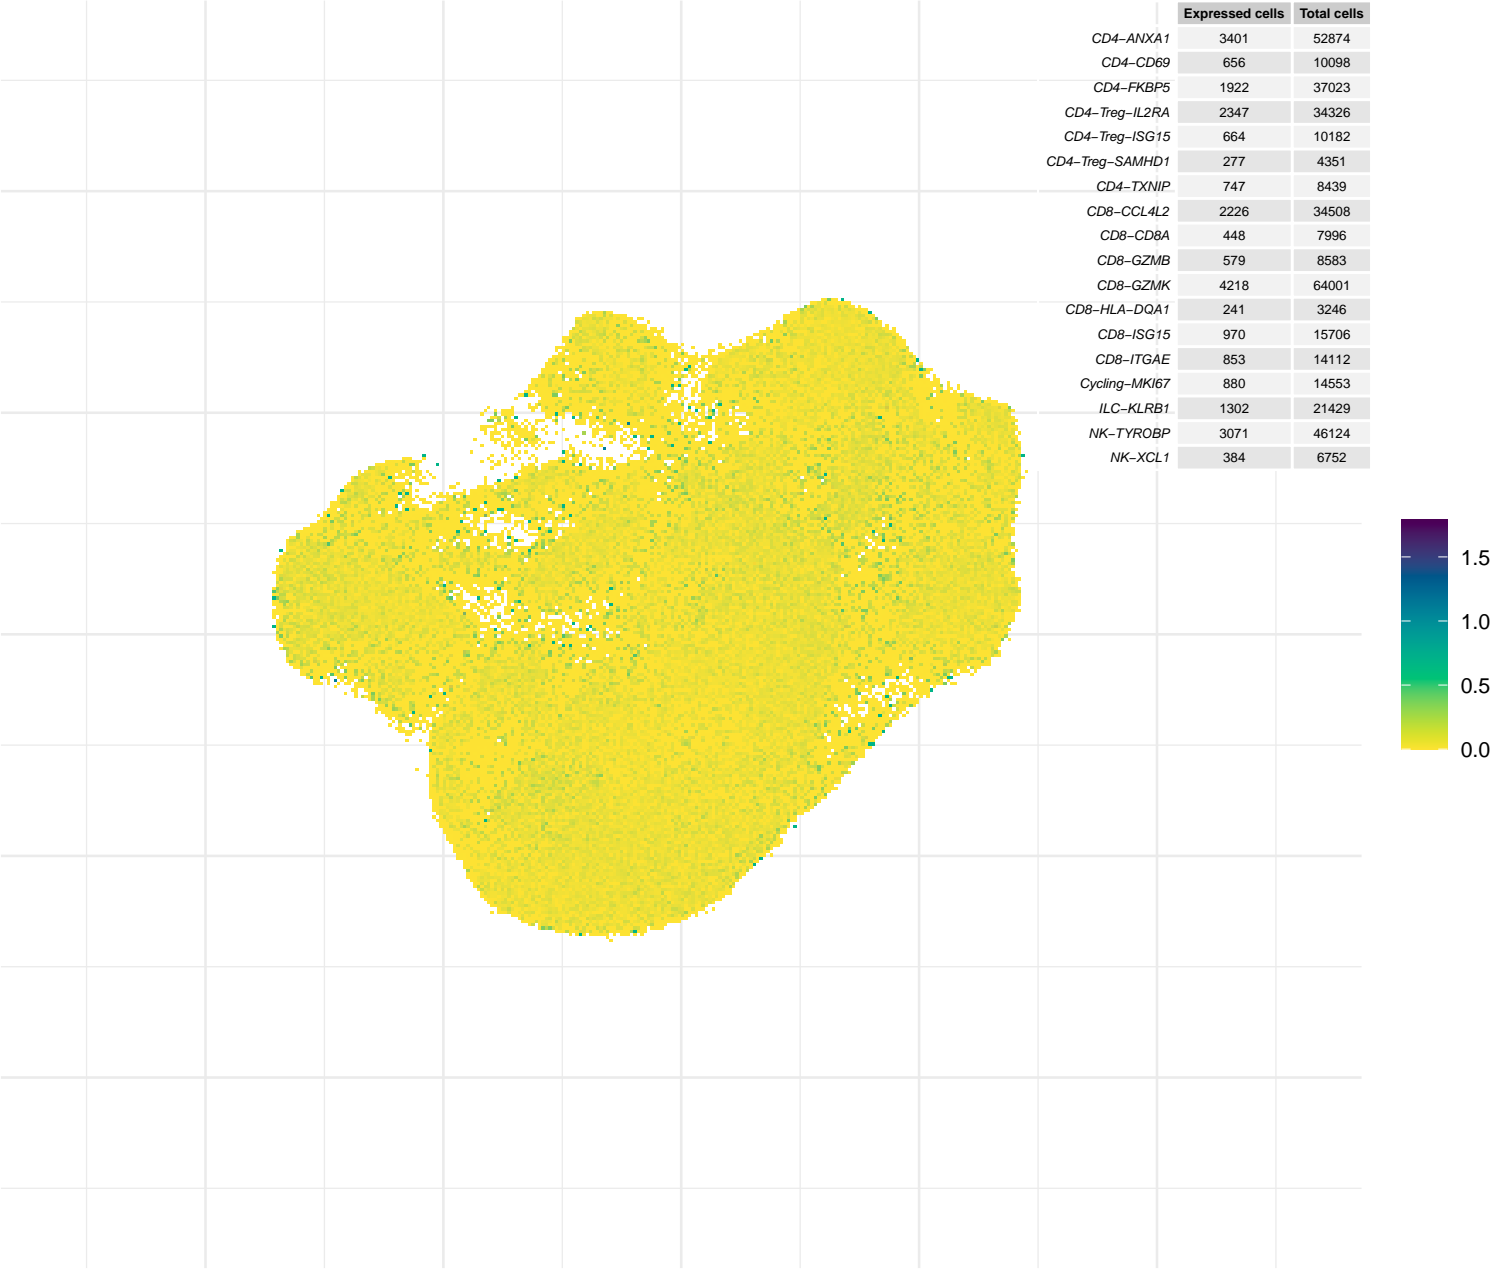 Expressed cells Total cells
CD4−ANXA1 3401 52874
CD4−CD69 656 10098
CD4−FKBP5 1922 37023
CD4−Treg−IL2RA 2347 34326
CD4−Treg−ISG15 664 10182
CD4−Treg−SAMHD1 277 4351
CD4−TXNIP 747 8439
CD8−CCL4L2 2226 34508
CD8−CD8A 448 7996
CD8−GZMB 579 8583
CD8−GZMK 4218 64001
CD8−HLA−DQA1 241 3246
CD8−ISG15 970 15706
CD8−ITGAE 853 14112
Cycling−MKI67 880 14553
ILC−KLRB1 1302 21429
NK−TYROBP 3071 46124
NK−XCL1 384 6752
1.5
1.0
0.5
0.0